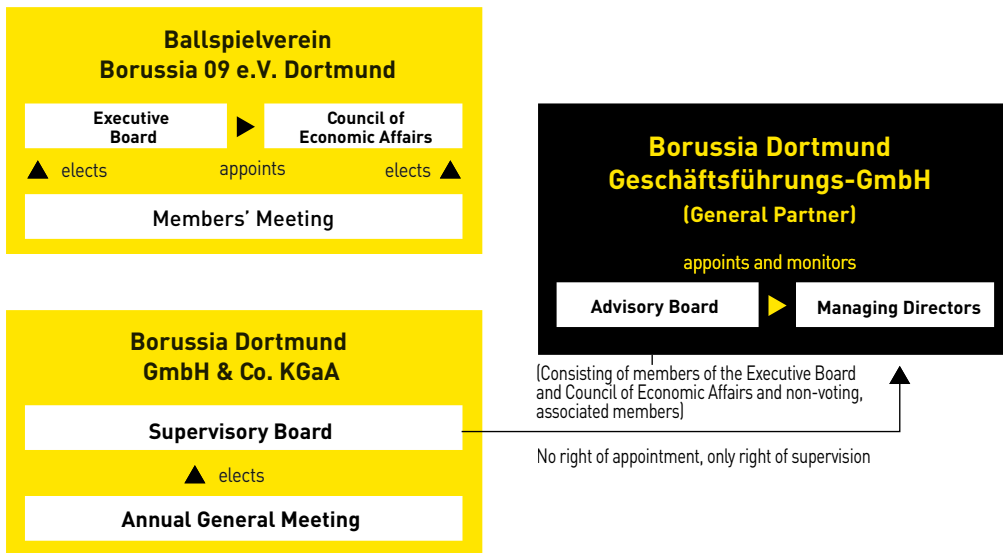 Ballspielverein
Borussia 09 e.V. Dortmund
Executive
Board
Council of
Economic Affairs
elects
appoints
elects
Members’ Meeting
Borussia Dortmund
GmbH & Co. KGaA
Supervisory Board
elects
Annual General Meeting
Borussia Dortmund
Geschäftsführungs-GmbH
(General Partner)
appoints and monitors
Advisory Board
Managing Directors
(Consisting of members of the Executive Board
and Council of Economic Affairs and non-voting,
associated members)
No right of appointment, only right of supervision